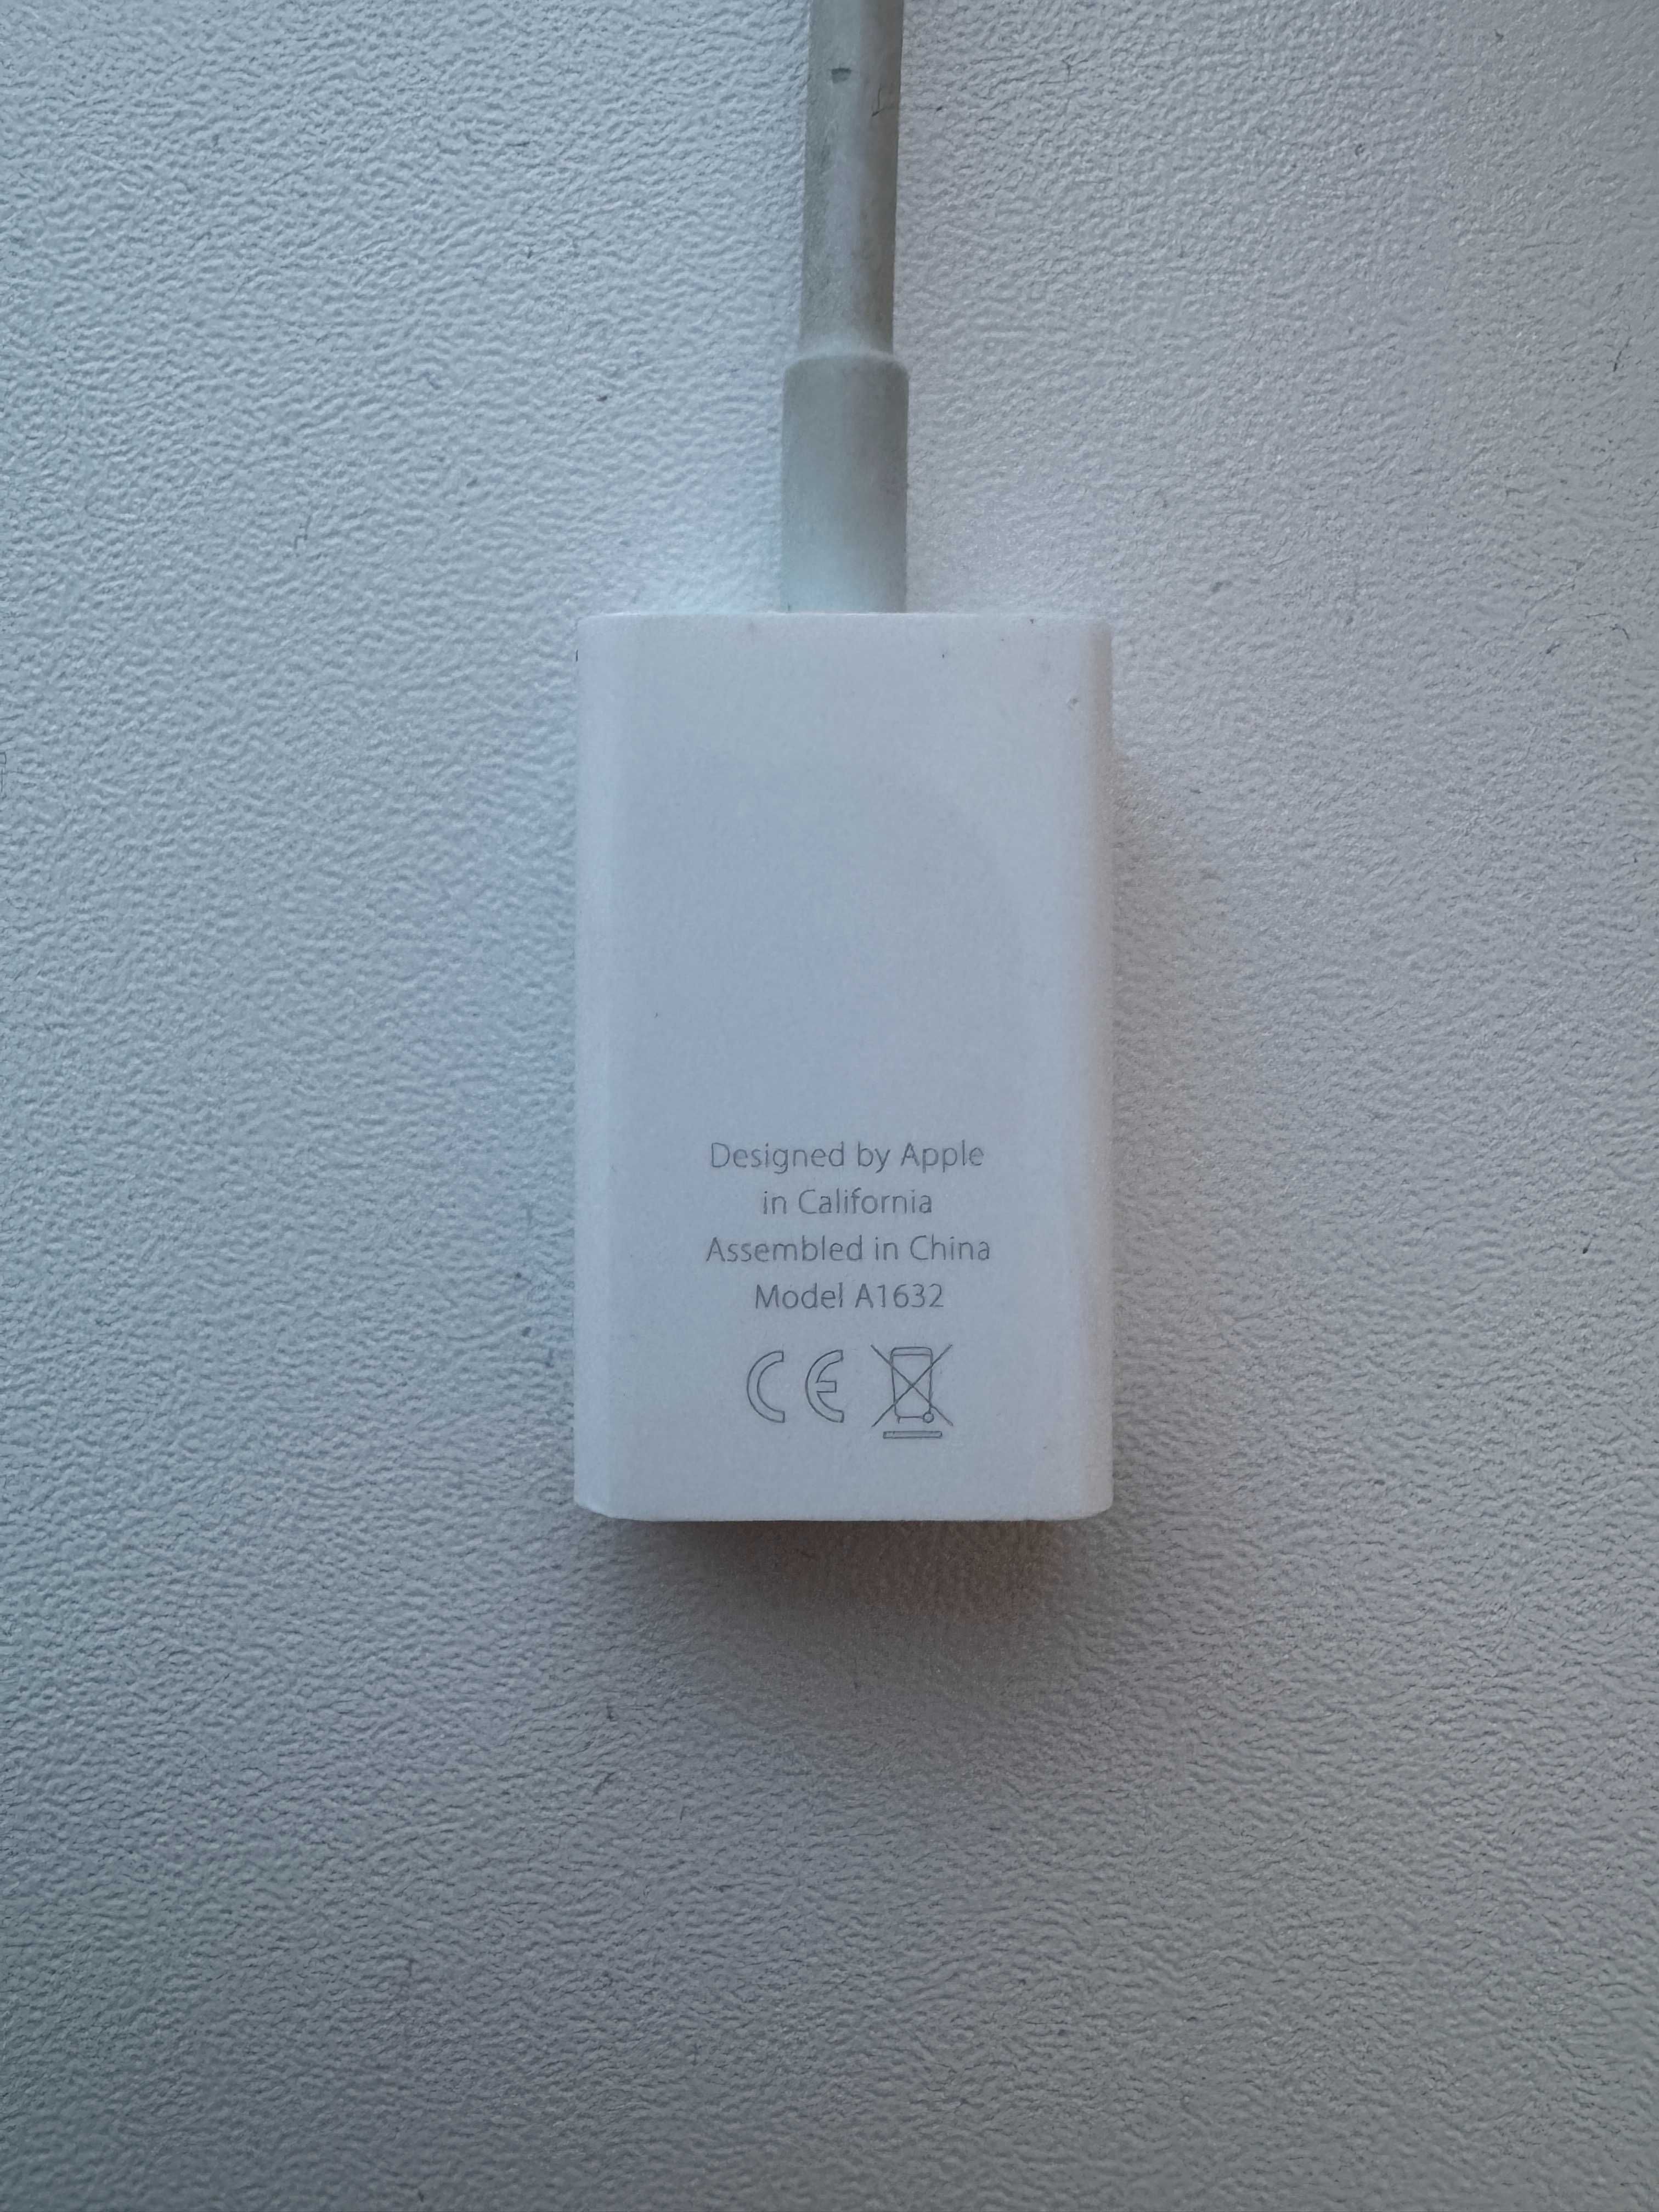 Designed by Apple
in California
Assembled in China
Model A1632
CE